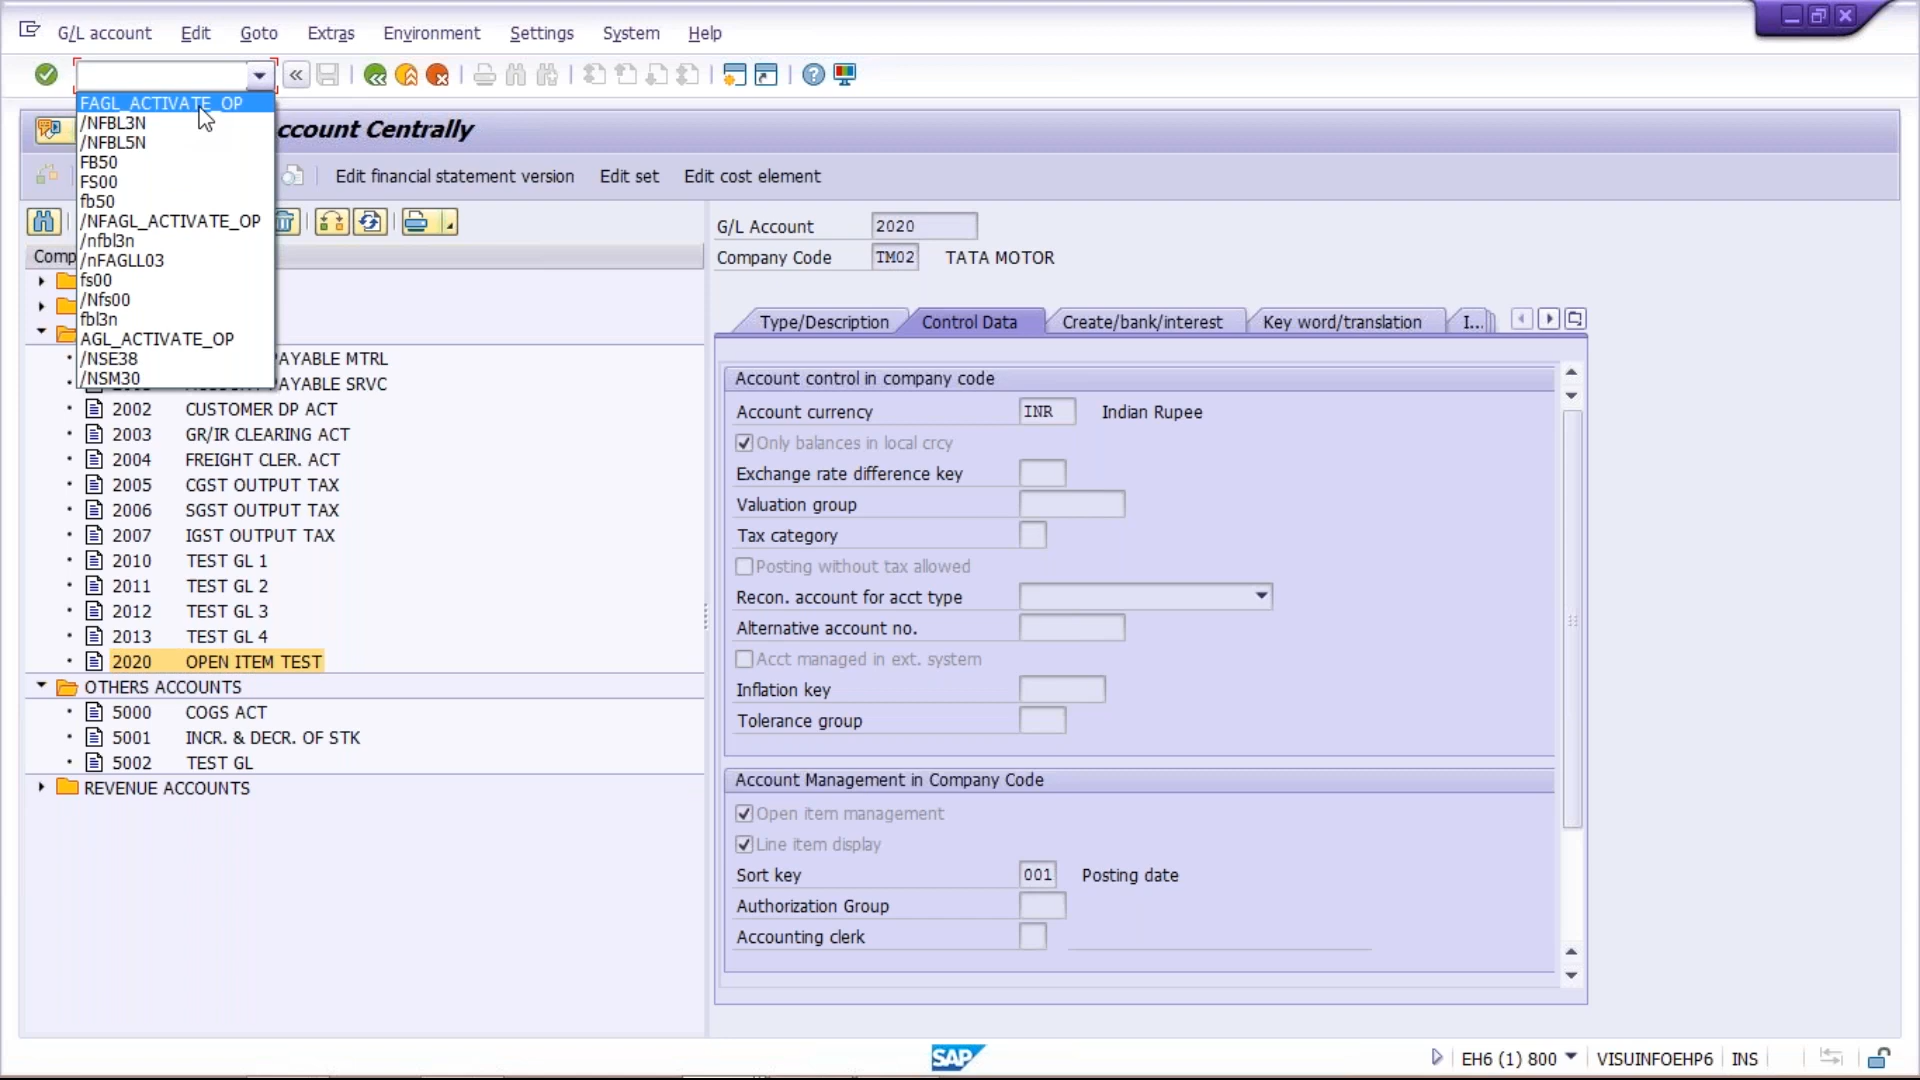 G/L account Edit Goto Extras Environment Settings System Help
FAGL_ACTIVATE_OP
/NFBL3N
/NFBL5N
FB50
FS00
fb50
/NFAGL_ACTIVATE_OP
/nfbl3n
/nFAGLL03
fs00
/Nfs00
fbl3n
AGL_ACTIVATE_OP
/NSE38
/NSM30
ccount Centrally
Edit financial statement version Edit set Edit cost element
Comp
PAYABLE MTRL
PAYABLE SRVC
2002 CUSTOMER DP ACT
2003 GR/IR CLEARING ACT
2004 FREIGHT CLER. ACT
2005 CGST OUTPUT TAX
2006 SGST OUTPUT TAX
2007 IGST OUTPUT TAX
2010 TEST GL 1
2011 TEST GL 2
2012 TEST GL 3
2013 TEST GL 4
2020 OPEN ITEM TEST
OTHERS ACCOUNTS
5000 COGS ACT
5001 INCR. & DECR. OF STK
5002 TEST GL
REVENUE ACCOUNTS
G/L Account 2020
Company Code TM02 TATA MOTOR
Type/Description Control Data Create/bank/interest Key word/translation I...
Account control in company code
Account currency INR Indian Rupee
Only balances in local crcy
Exchange rate difference key
Valuation group
Tax category
Posting without tax allowed
Recon. account for acct type
Alternative account no.
Acct managed in ext. system
Inflation key
Tolerance group
Account Management in Company Code
Open item management
Line item display
Sort key 001 Posting date
Authorization Group
Accounting clerk
SAP EH6 (1) 800 VISUINFOEHP6 INS